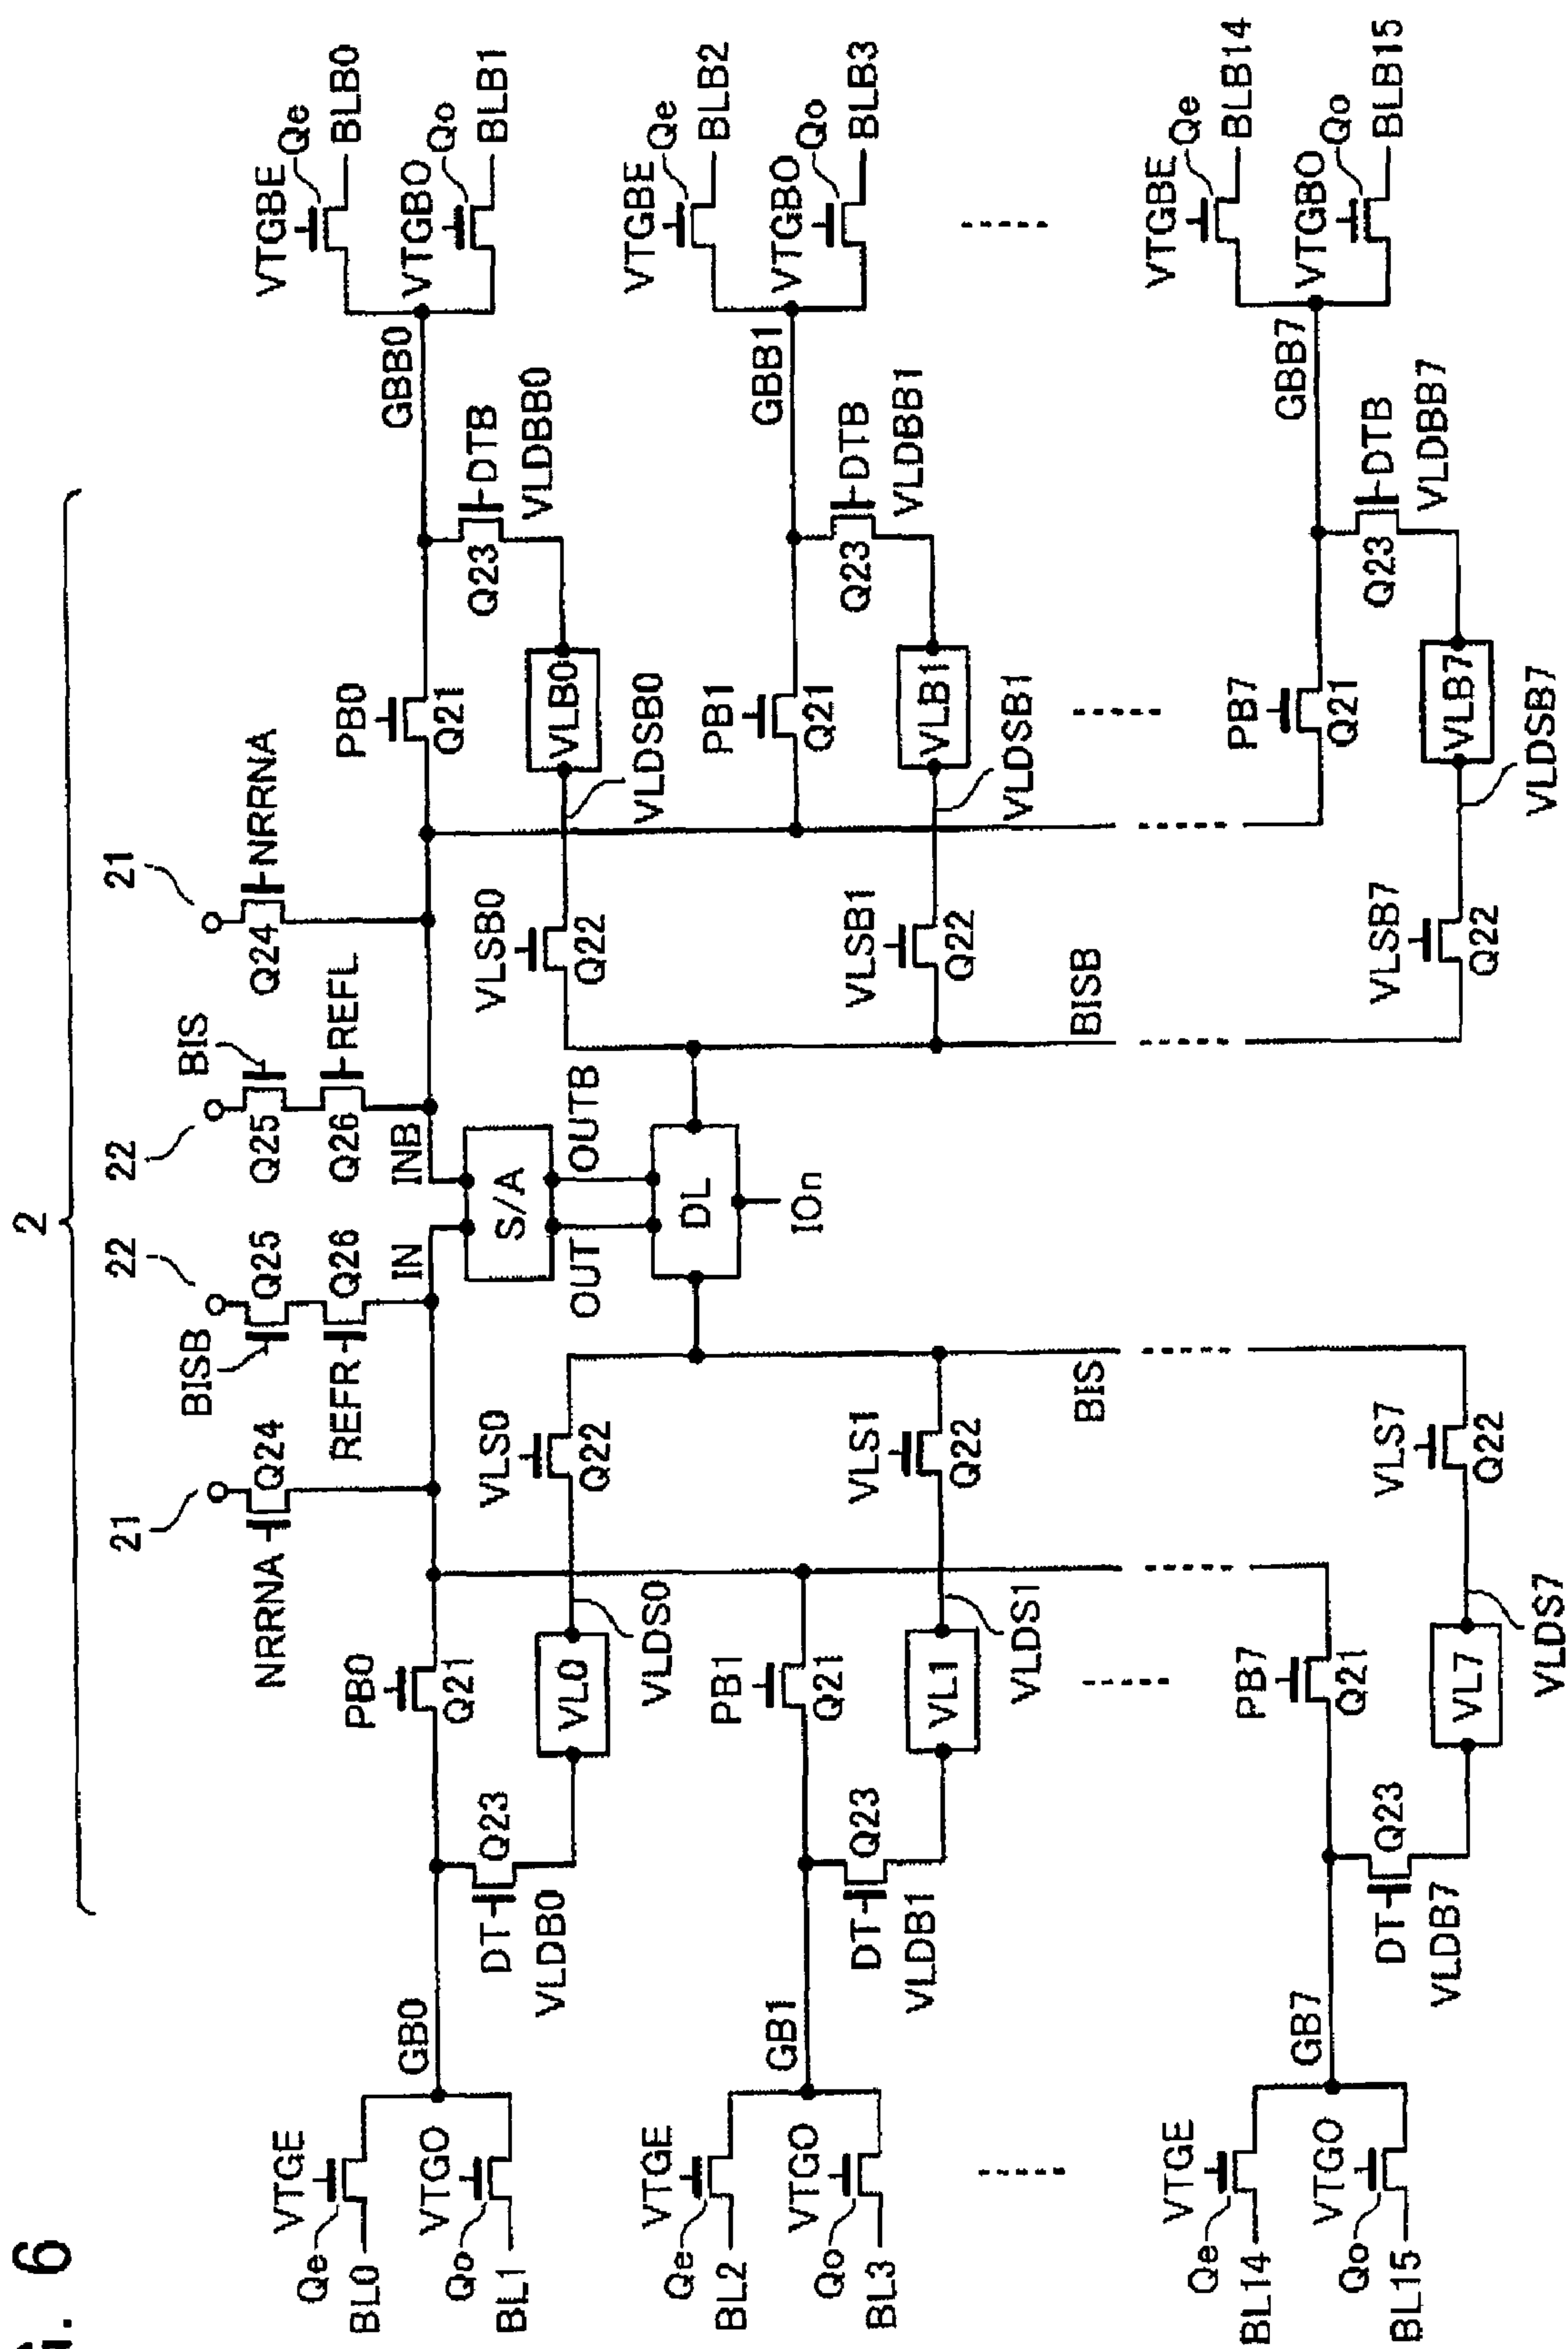 Fig. 6
2
21
22
22
21
NRRNA
Q24
BISB
REFR
Q25
Q26
BIS
Q25
Q26
REFL
Q24
NRRNA
IN
INB
S/A
OUT
OUTB
DL
IOn
VTGE
Qe
BL0
VTGO
Qo
BL1
GB0
DT
Q23
VLDB0
PB0
Q21
VL0
VLDS0
VLS0
Q22
VLSB0
Q22
VLDSB0
VLB0
PB0
Q21
Q23
DTB
VLDBB0
GBB0
VTGBE
Qe
BLB0
VTGBO
Qo
BLB1
VTGE
Qe
BL2
VTGO
Qo
BL3
GB1
DT
Q23
VLDB1
PB1
Q21
VL1
VLDS1
VLS1
Q22
VLSB1
Q22
VLDSB1
VLB1
PB1
Q21
Q23
DTB
VLDBB1
GBB1
VTGBE
Qe
BLB2
VTGBO
Qo
BLB3
BIS
BISB
VTGE
Qe
BL14
VTGO
Qo
BL15
GB7
DT
Q23
VLDB7
PB7
Q21
VL7
VLDS7
VLS7
Q22
VLSB7
Q22
VLDSB7
VLB7
PB7
Q21
Q23
DTB
VLDBB7
GBB7
VTGBE
Qe
BLB14
VTGBO
Qo
BLB15